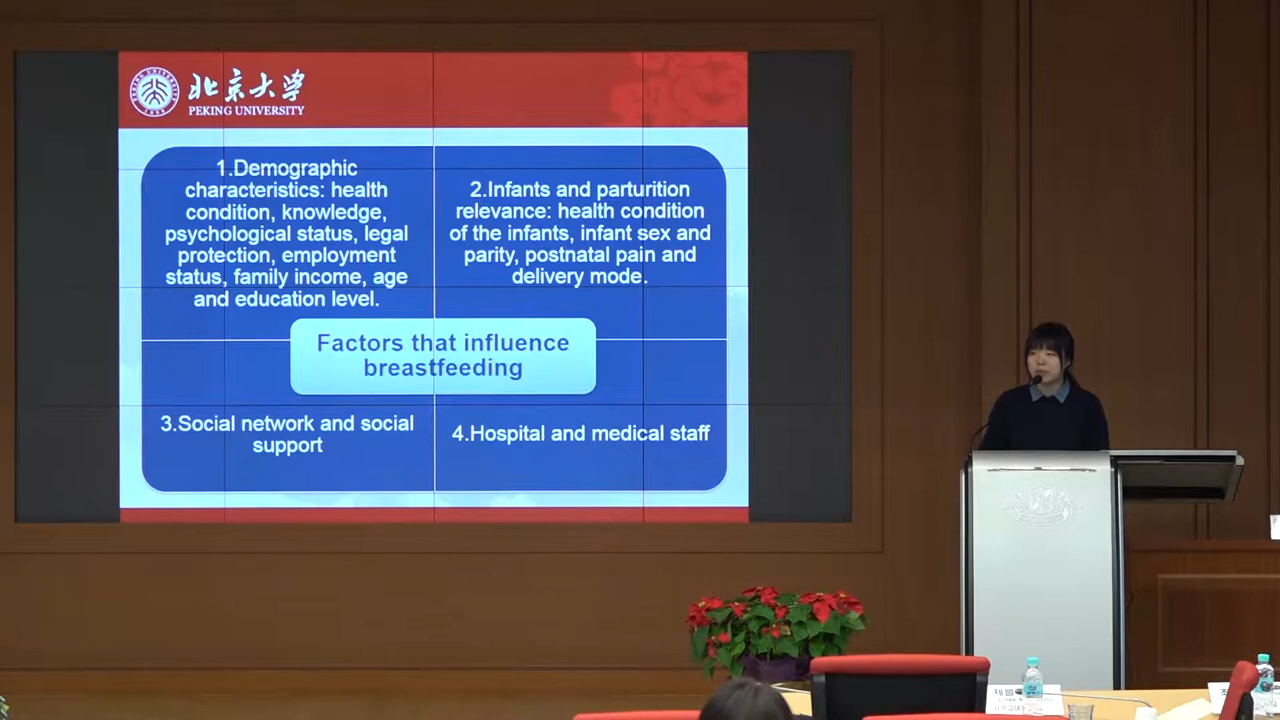 北京大学
PEKING UNIVERSITY
1.Demographic
characteristics: health
condition, knowledge,
psychological status, legal
protection, employment
status, family income, age
and education level.
2.Infants and parturition
relevance: health condition
of the infants, infant sex and
parity, postnatal pain and
delivery mode.
Factors that influence
breastfeeding
3.Social network and social
support
4.Hospital and medical staff